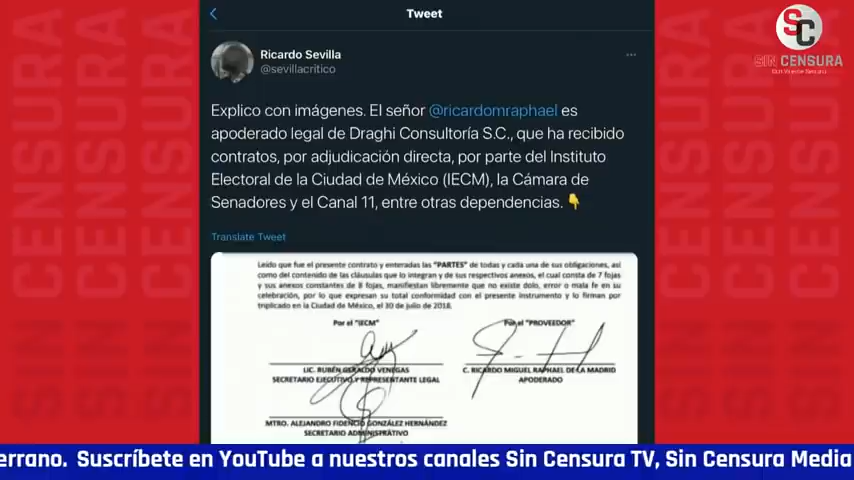 Tweet
SIN CENSURA
Ricardo Sevilla
@sevillacritico
Explico con imágenes. El señor @ricardomraphael es
apoderado legal de Draghi Consultoría S.C., que ha recibido
contratos, por adjudicación directa, por parte del Instituto
Electoral de la Ciudad de México (IECM), la Cámara de
Senadores y el Canal 11, entre otras dependencias. 👇
Translate Tweet
Leído que fue el presente contrato y enteradas las "PARTES" de todas y cada una de sus obligaciones, así
como del contenido de las cláusulas que lo integran y de sus respectivos anexos, el cual consta de 7 fojas
y sus anexos constantes de 8 fojas, manifiestan libremente que no existe dolo, error o mala fe en su
celebración, por lo que expresan su total conformidad con el presente instrumento y lo firman por
triplicado en la Ciudad de México, el 30 de julio de 2018.
Por el "IECM"
Por el "PROVEEDOR"
LIC. RUBÉN GERALDO VENEGAS
SECRETARIO EJECUTIVO Y REPRESENTANTE LEGAL
C. RICARDO MIGUEL RAPHAEL DE LA MADRID
APODERADO
MTRO. ALEJANDRO FIDENCIO GONZÁLEZ HERNÁNDEZ
SECRETARIO ADMINISTRATIVO
SIN CENSURA
SIN CENSURA
errano. Suscríbete en YouTube a nuestros canales Sin Censura TV, Sin Censura Media